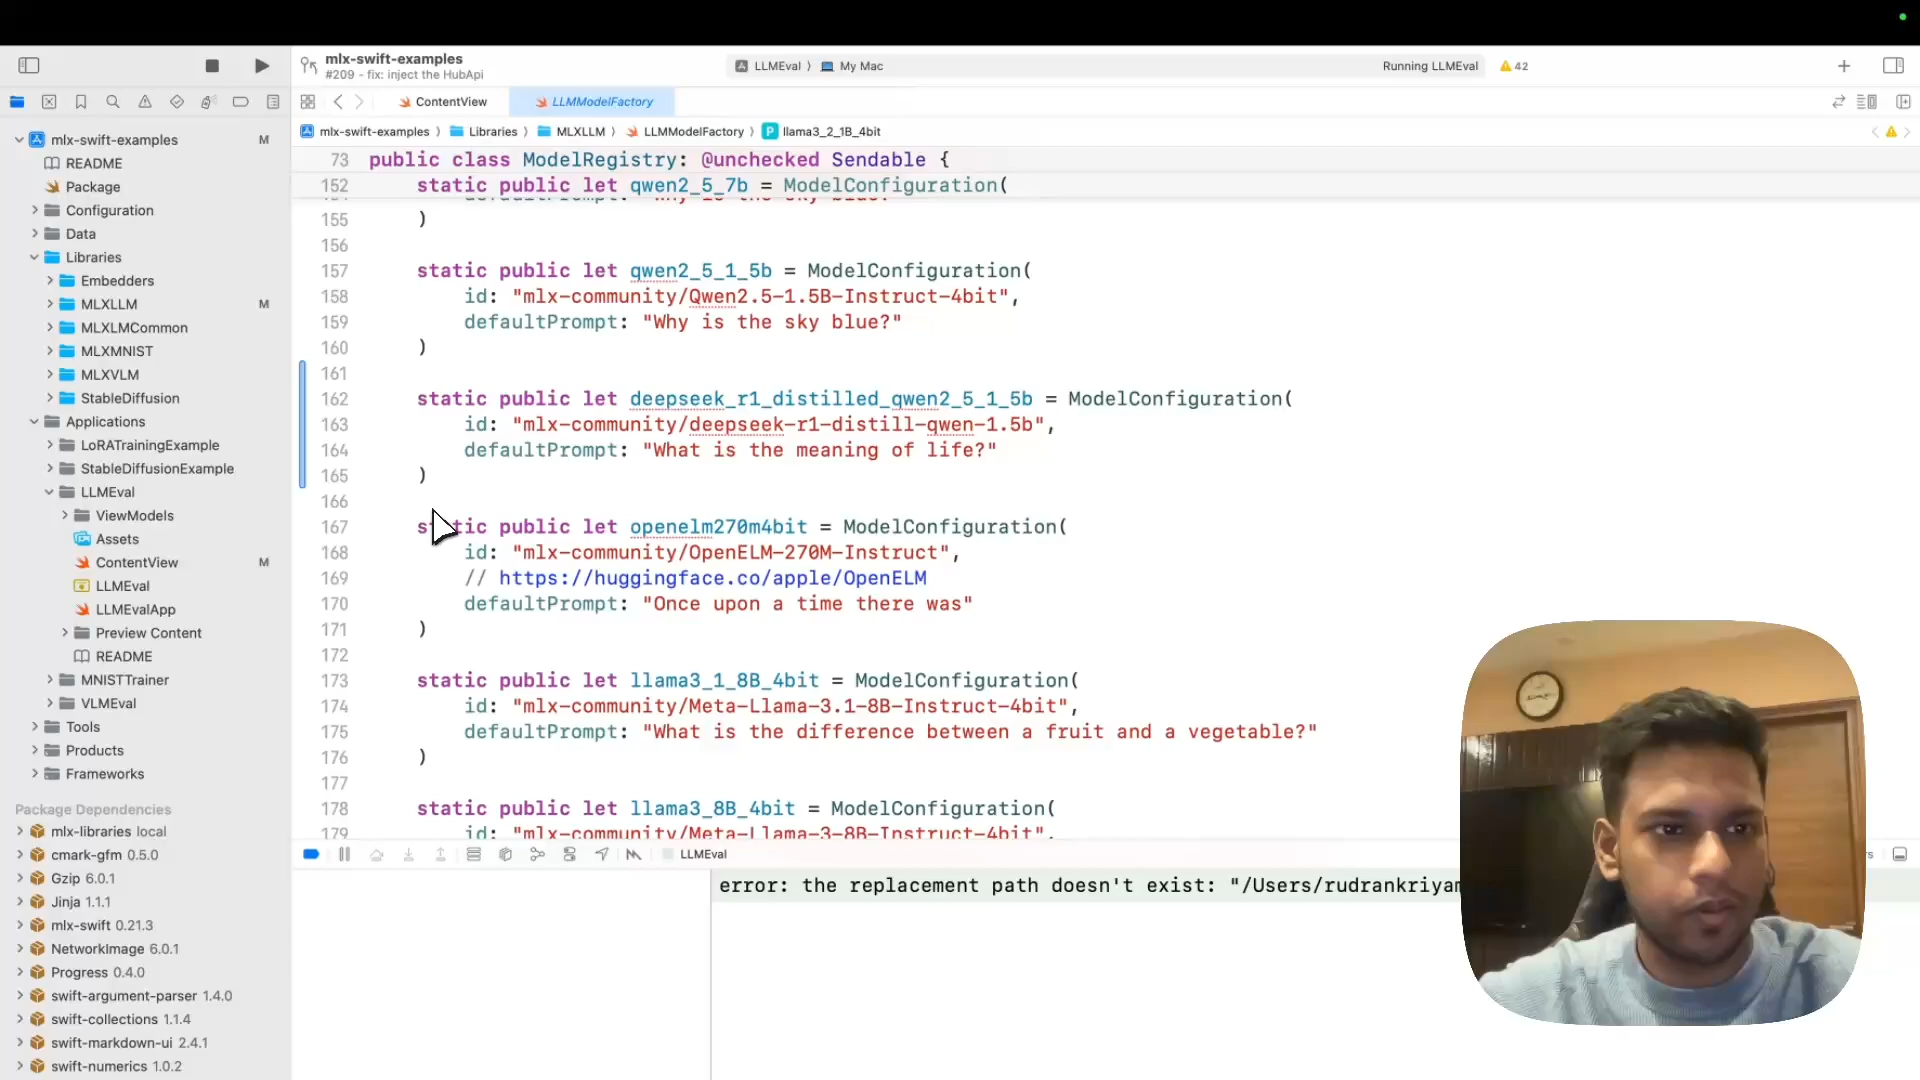 mlx-swift-examples
#209 - fix: inject the HubApi
LLMEval
My Mac
Running LLMEval
42
ContentView
LLMModelFactory
mlx-swift-examples
Libraries
MLXLLM
LLMModelFactory
P
llama3_2_1B_4bit
mlx-swift-examples
M
README
Package
Configuration
Data
Libraries
Embedders
MLXLLM
M
MLXLMCommon
MLXMNIST
MLXVLM
StableDiffusion
Applications
LoRATrainingExample
StableDiffusionExample
LLMEval
ViewModels
Assets
ContentView
M
LLMEval
LLMEvalApp
Preview Content
README
MNISTTrainer
VLMEval
Tools
Products
Frameworks
Package Dependencies
mlx-libraries local
cmark-gfm 0.5.0
Gzip 6.0.1
Jinja 1.1.1
mlx-swift 0.21.3
NetworkImage 6.0.1
Progress 0.4.0
swift-argument-parser 1.4.0
swift-collections 1.1.4
swift-markdown-ui 2.4.1
swift-numerics 1.0.2
73 public class ModelRegistry: @unchecked Sendable {
152 static public let qwen2_5_7b = ModelConfiguration(
155 )
156
157 static public let qwen2_5_1_5b = ModelConfiguration(
158 id: "mlx-community/Qwen2.5-1.5B-Instruct-4bit",
159 defaultPrompt: "Why is the sky blue?"
160 )
161
162 static public let deepseek_r1_distilled_qwen2_5_1_5b = ModelConfiguration(
163 id: "mlx-community/deepseek-r1-distill-qwen-1.5b",
164 defaultPrompt: "What is the meaning of life?"
165 )
166
167 static public let openelm270m4bit = ModelConfiguration(
168 id: "mlx-community/OpenELM-270M-Instruct",
169 // https://huggingface.co/apple/OpenELM
170 defaultPrompt: "Once upon a time there was"
171 )
172
173 static public let llama3_1_8B_4bit = ModelConfiguration(
174 id: "mlx-community/Meta-Llama-3.1-8B-Instruct-4bit",
175 defaultPrompt: "What is the difference between a fruit and a vegetable?"
176 )
177
178 static public let llama3_8B_4bit = ModelConfiguration(
179 id: "mlx-community/Meta-Llama-3-8B-Instruct-4bit",
LLMEval
error: the replacement path doesn't exist: "/Users/rudrankriyam